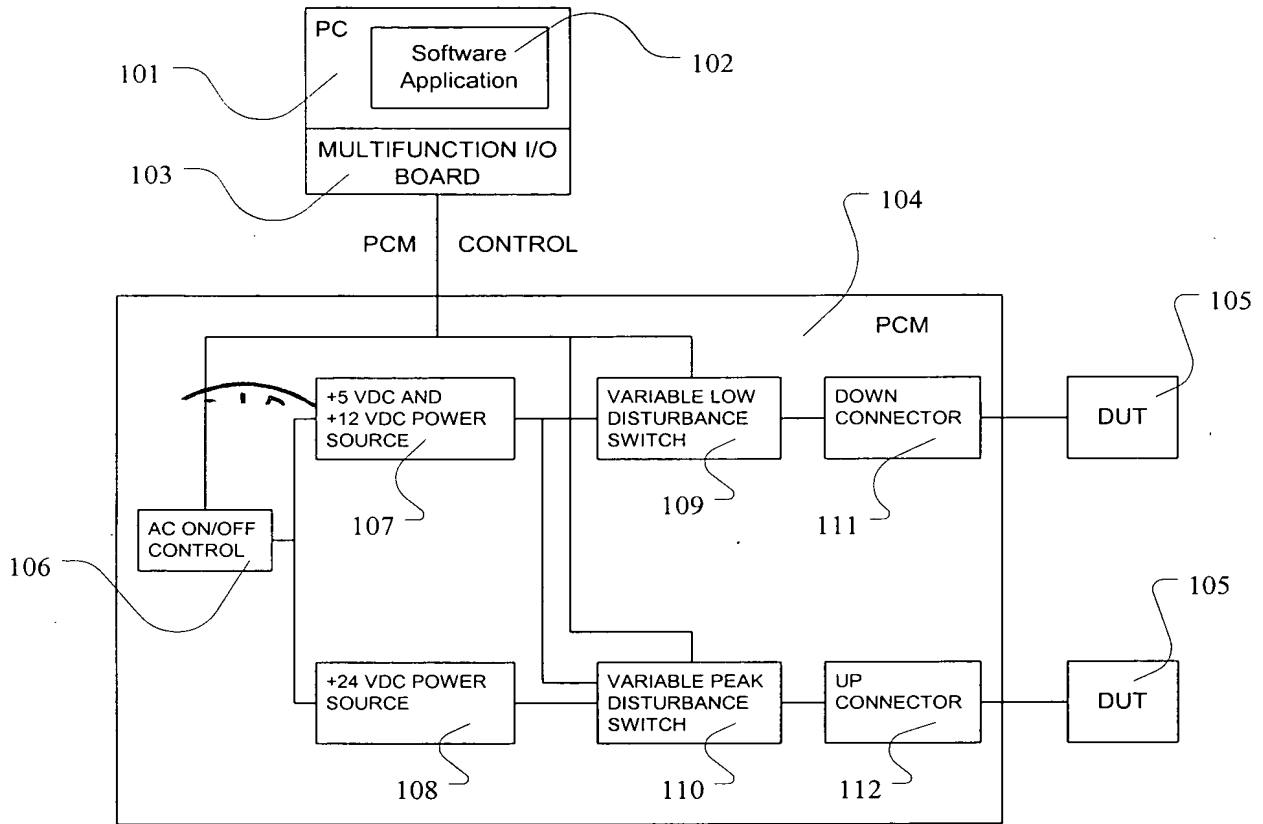 PC
Software
Application
102
101
MULTIFUNCTION I/O
BOARD
103
PCM CONTROL
104
PCM
105
+5 VDC AND
+12 VDC POWER
SOURCE
VARIABLE LOW
DISTURBANCE
SWITCH
DOWN
CONNECTOR
DUT
107
109
111
AC ON/OFF
CONTROL
106
105
+24 VDC POWER
SOURCE
VARIABLE PEAK
DISTURBANCE
SWITCH
UP
CONNECTOR
DUT
108
110
112